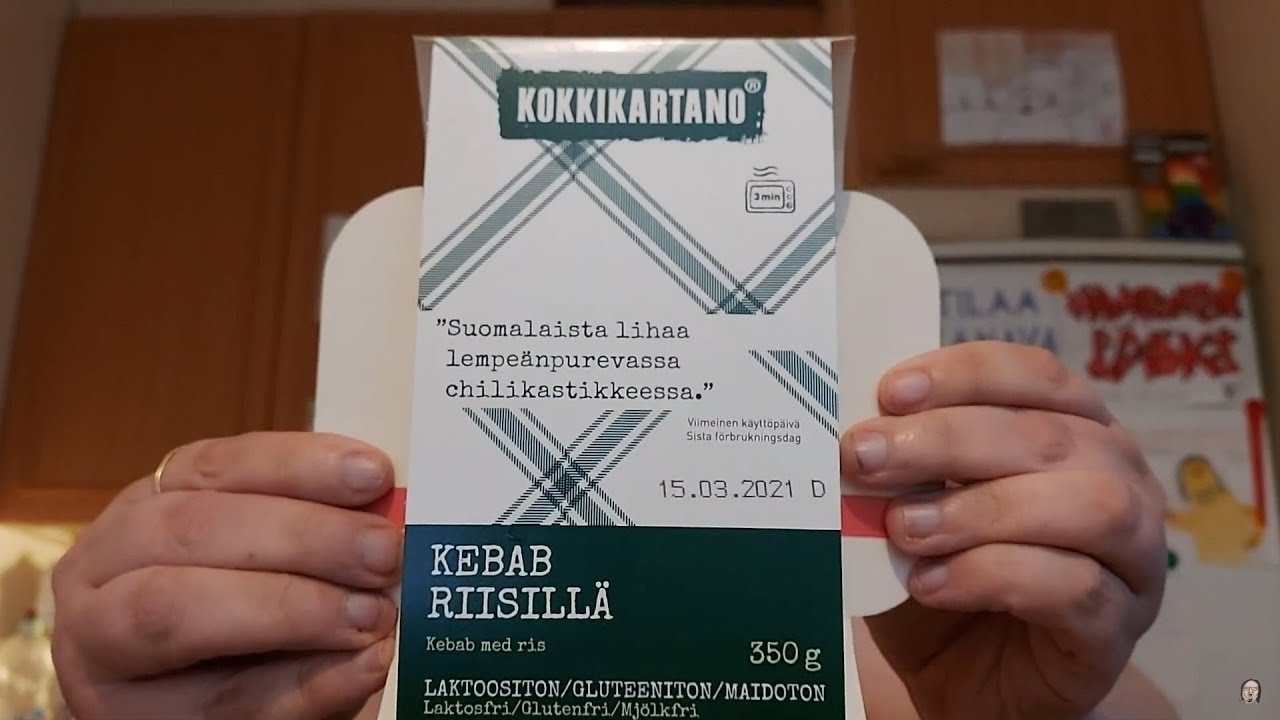 KOKKIKARTANO®
3 min
"Suomalaista lihaa
lempeänpurevassa
chilikastikkeessa."
Viimeinen käyttöpäivä
Sista förbrukningsdag
15.03.2021 D
KEBAB
RIISILLÄ
Kebab med ris
350 g
LAKTOOSITON/GLUTEENITON/MAIDOTON
Laktosfri/Glutenfri/Mjölkfri
TILAA